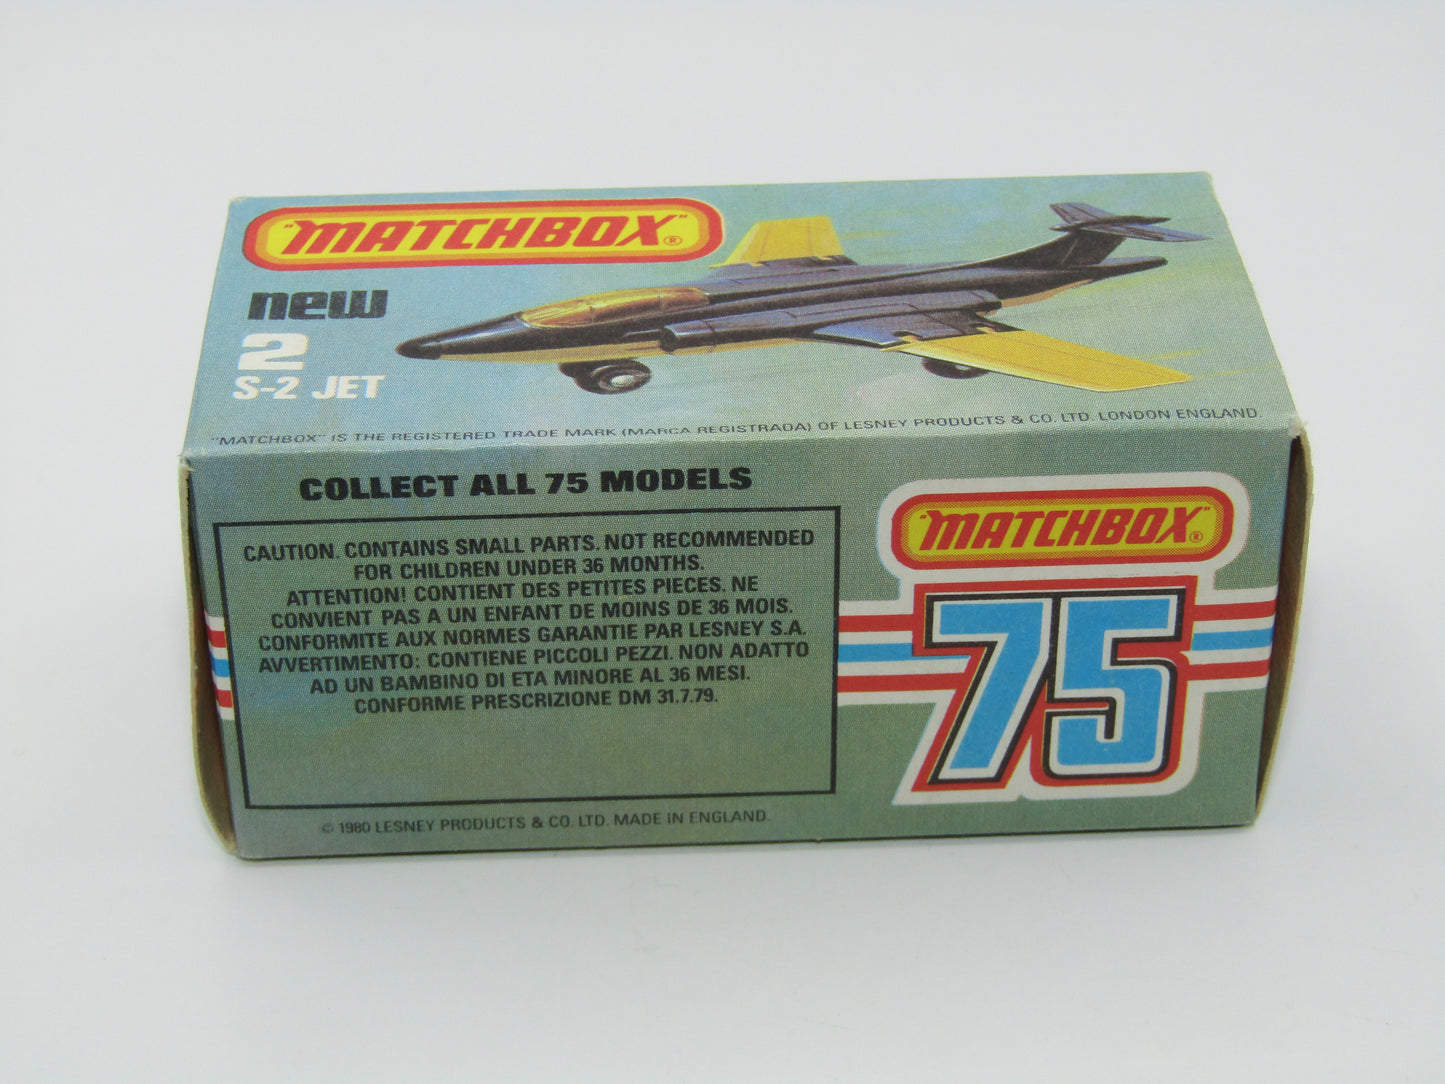 "MATCHBOX"®
new
2
S-2 JET
"MATCHBOX" IS THE REGISTERED TRADE MARK (MARCA REGISTRADA) OF LESNEY PRODUCTS & CO. LTD. LONDON ENGLAND.
COLLECT ALL 75 MODELS
CAUTION. CONTAINS SMALL PARTS. NOT RECOMMENDED
FOR CHILDREN UNDER 36 MONTHS.
ATTENTION! CONTIENT DES PETITES PIECES. NE
CONVIENT PAS A UN ENFANT DE MOINS DE 36 MOIS.
CONFORMITE AUX NORMES GARANTIE PAR LESNEY S.A.
AVVERTIMENTO: CONTIENE PICCOLI PEZZI. NON ADATTO
AD UN BAMBINO DI ETA MINORE AL 36 MESI.
CONFORME PRESCRIZIONE DM 31.7.79.
© 1980 LESNEY PRODUCTS & CO. LTD. MADE IN ENGLAND.
"MATCHBOX"®
75